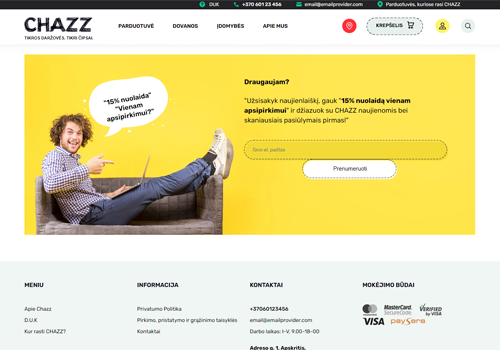 DUK +370 601 23 456 email@emailprovider.com Parduotuvės, kuriose rasi CHAZZ
CHAZZ
TIKROS DARŽOVĖS. TIKRI ČIPSAI.
PARDUOTUVĖ DOVANOS ĮDOMYBĖS APIE MUS KREPŠELIS
"15% nuolaida"
"Vienam
apsipirkimui?"
Draugaujam?
"Užsisakyk naujienlaiškį, gauk "15% nuolaidą vienam
apsipirkimui" ir džiazuok su CHAZZ naujienomis bei
skaniausiais pasiūlymais pirmas!"
Tavo el. paštas
Prenumeruoti
MENIU INFORMACIJA KONTAKTAI MOKĖJIMO BŪDAI
Apie Chazz Privatumo Politika +37060123456
D.U.K Pirkimo, pristatymo ir grąžinimo taisyklės email@emailprovider.com
Kur rasti CHAZZ? Kontaktai Darbo laikas: I-V, 9.00-18-00
MasterCard. SecureCode. Verified by VISA
VISA paysera
Adresa g. 1, Apskritis,